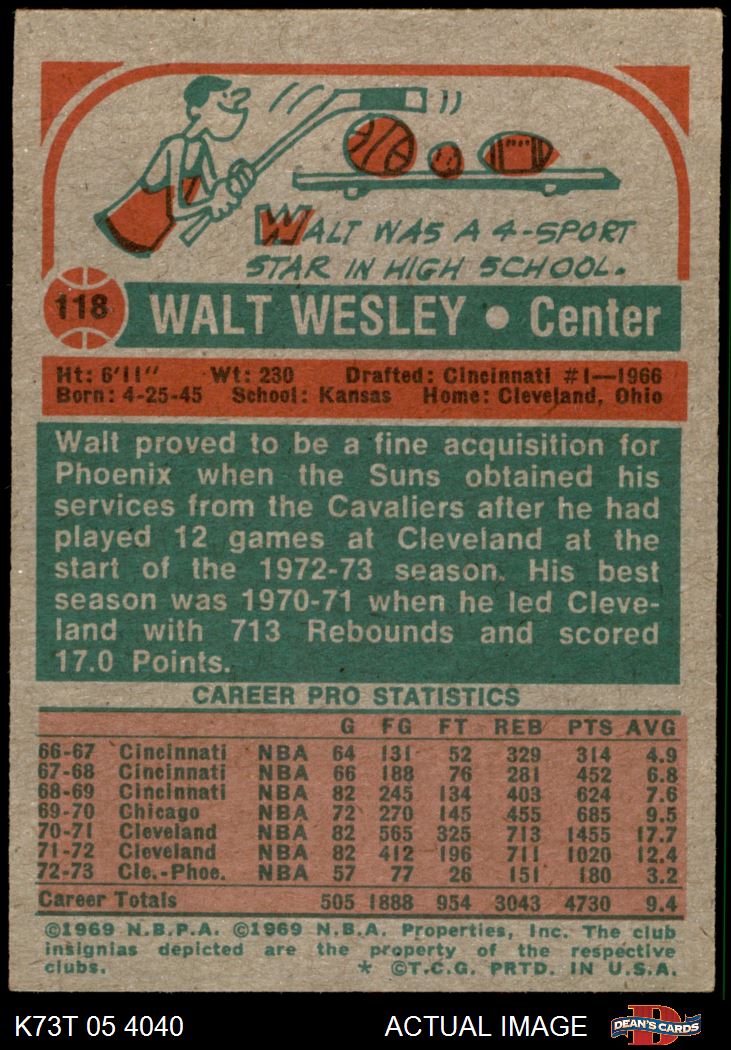 WALT WAS A 4-SPORT
STAR IN HIGH SCHOOL.
118 WALT WESLEY • Center
Ht: 6'11" Wt: 230 Drafted: Cincinnati #1—1966
Born: 4-25-45 School: Kansas Home: Cleveland, Ohio
Walt proved to be a fine acquisition for
Phoenix when the Suns obtained his
services from the Cavaliers after he had
played 12 games at Cleveland at the
start of the 1972-73 season. His best
season was 1970-71 when he led Cleve-
land with 713 Rebounds and scored
17.0 Points.
CAREER PRO STATISTICS
G FG FT REB PTS AVG
66-67 Cincinnati NBA 64 131 52 329 314 4.9
67-68 Cincinnati NBA 66 188 76 281 452 6.8
68-69 Cincinnati NBA 82 245 134 403 624 7.6
69-70 Chicago NBA 72 270 145 455 685 9.5
70-71 Cleveland NBA 82 565 325 713 1455 17.7
71-72 Cleveland NBA 82 412 196 711 1020 12.4
72-73 Cle.-Phoe. NBA 57 77 26 151 180 3.2
Career Totals 505 1888 954 3043 4730 9.4
©1969 N.B.P.A. ©1969 N.B.A. Properties, Inc. The club
insignias depicted are the property of the respective
clubs. * ©T.C.G. PRTD. IN U.S.A.
K73T 05 4040 ACTUAL IMAGE D DEAN'S CARDS